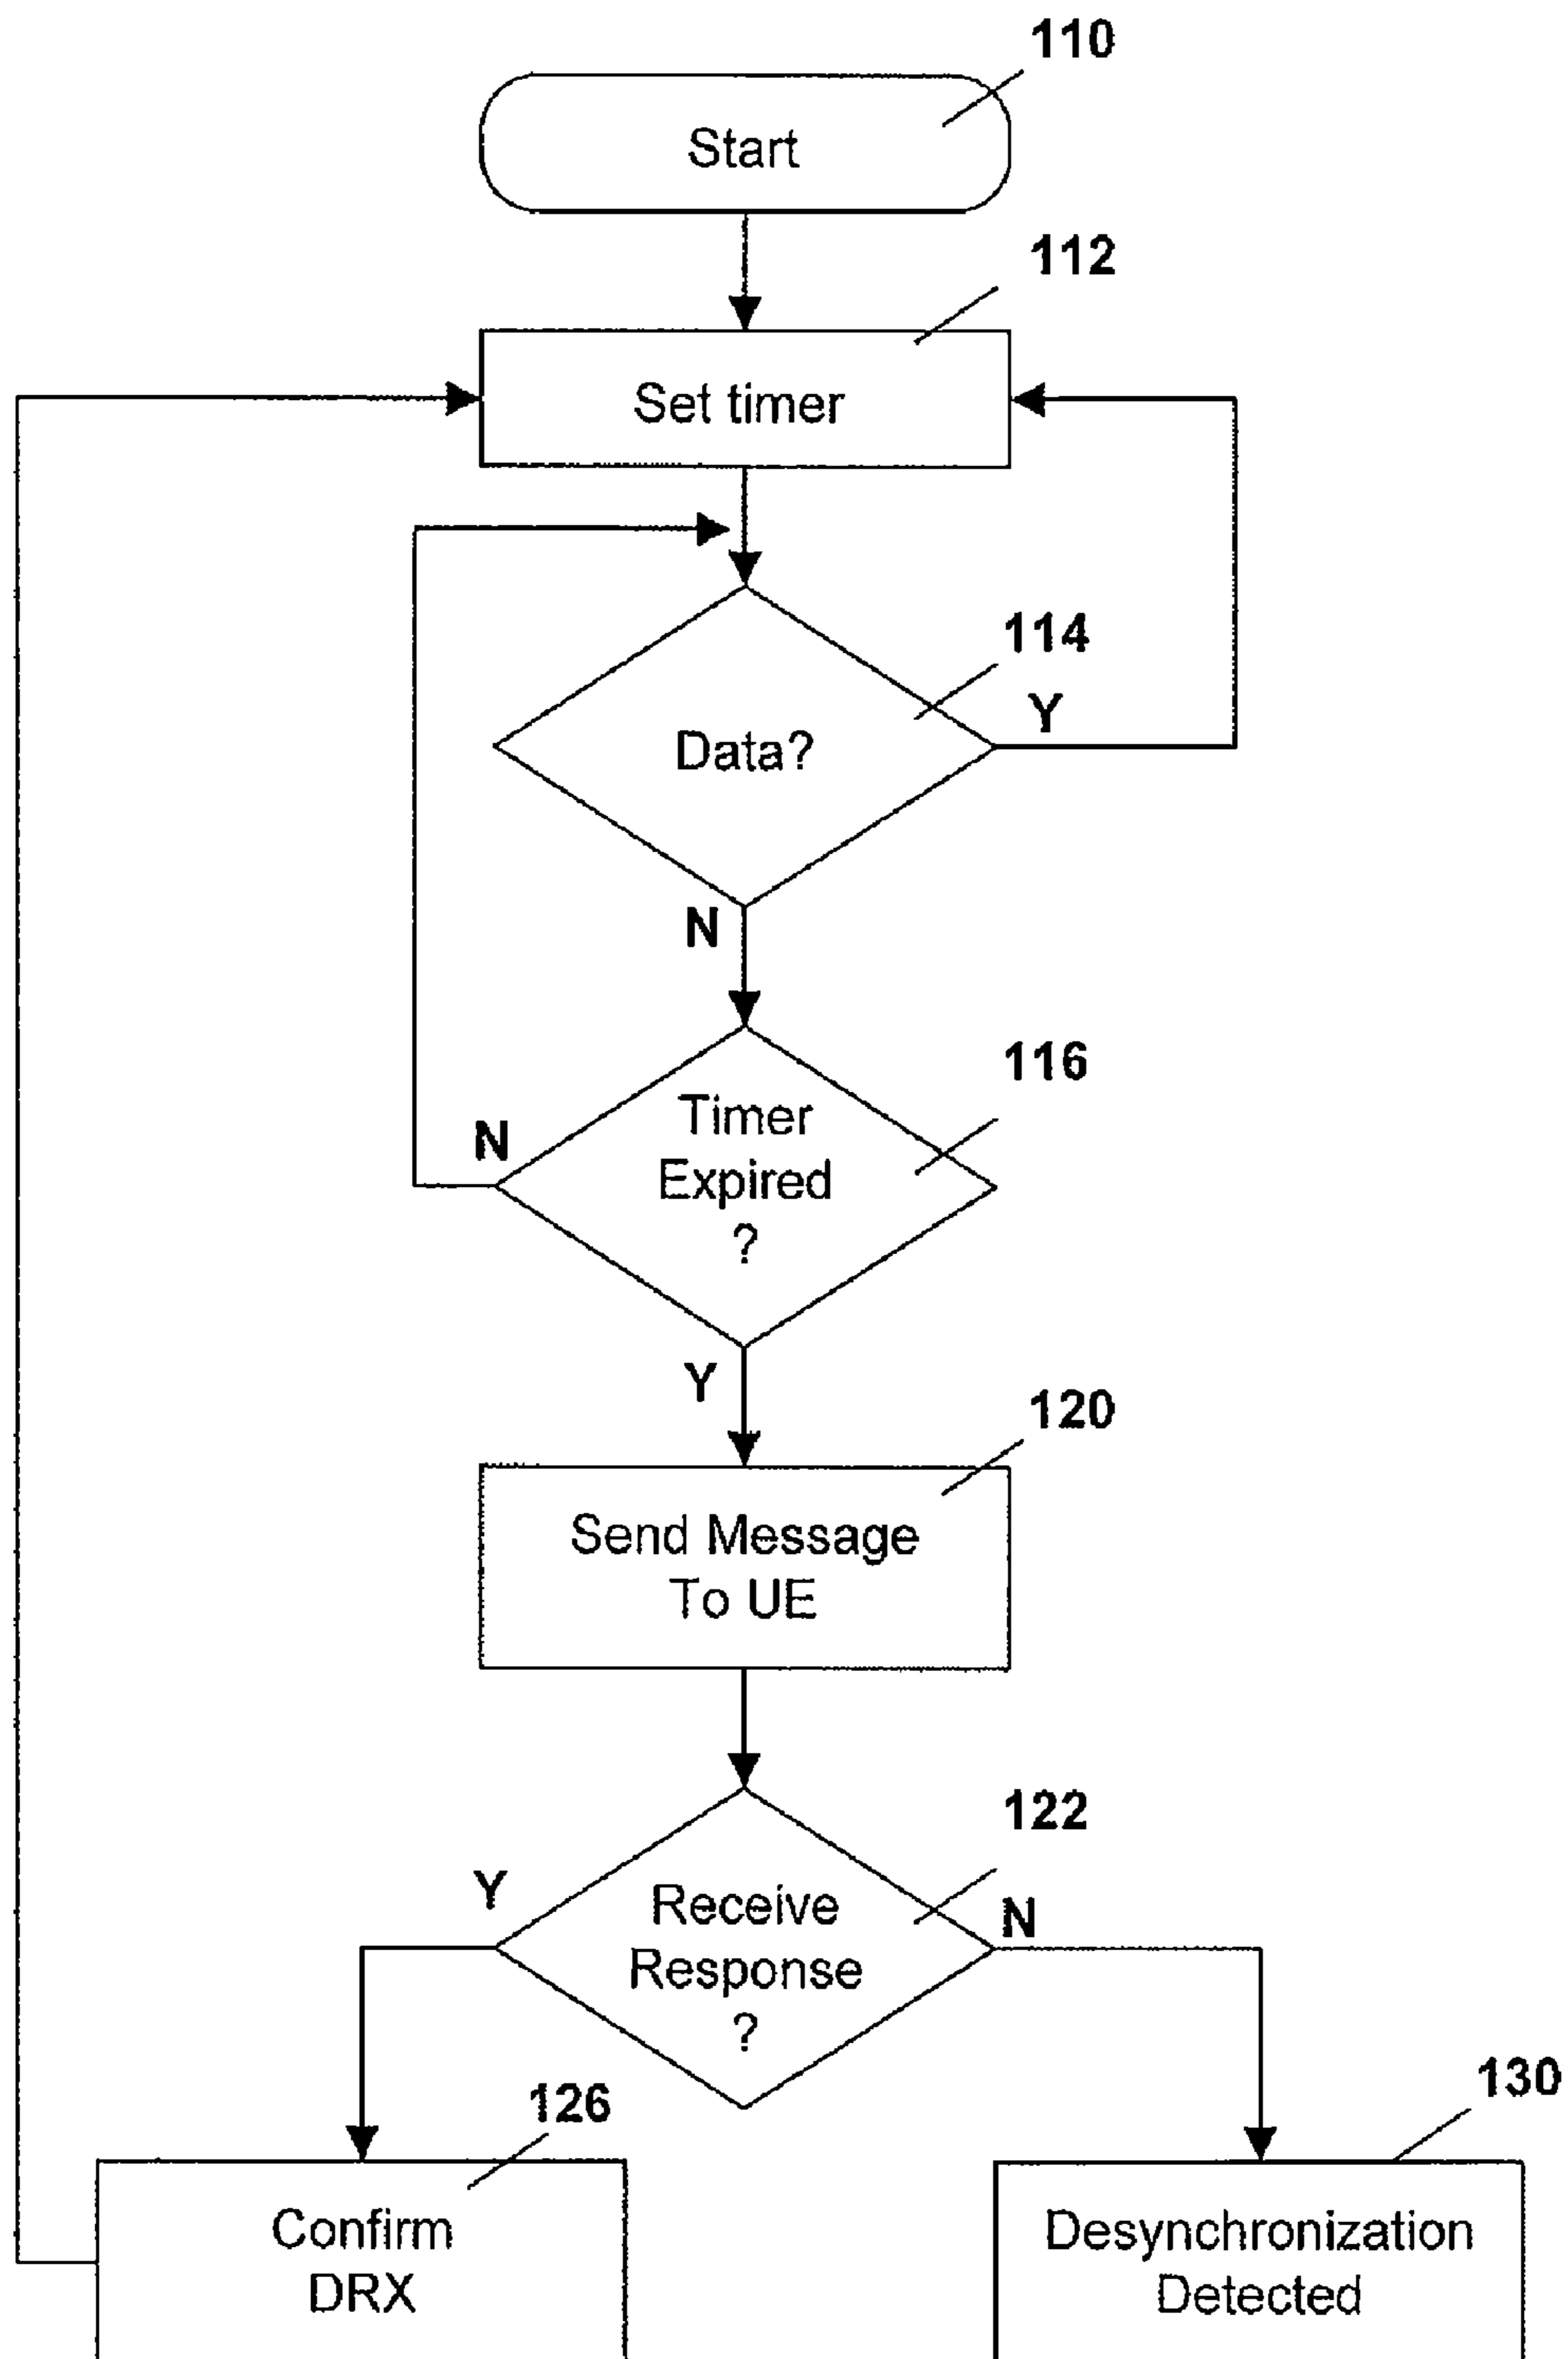 110
Start
112
Set timer
114
Y
Data?
N
116
N
Timer
Expired
?
Y
120
Send Message
To UE
122
Y
Receive
N
Response
?
126
130
Confirm
DRX
Desynchronization
Detected